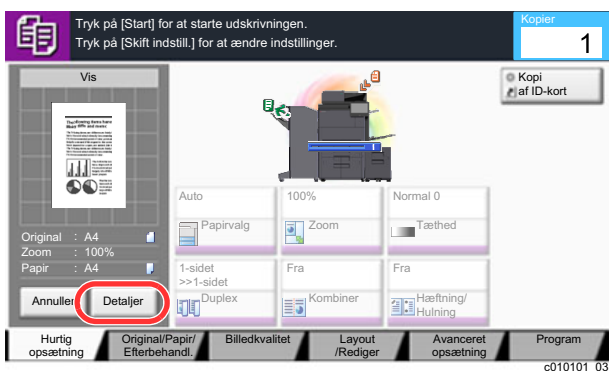 Tryk på [Start] for at starte udskrivningen.
Tryk på [Skift indstill.] for at ændre indstillinger.
Kopier
1
Vis
Kopi
af ID-kort
Original : A4
Zoom : 100%
Papir : A4
Annuller
Detaljer
Auto
Papirvalg
100%
Zoom
Normal 0
Tæthed
1-sidet
>>1-sidet
Duplex
Fra
Kombiner
Fra
Hæftning/
Hulning
Hurtig
opsætning
Original/Papir/
Efterbehandl.
Billedkvalitet
Layout
/Rediger
Avanceret
opsætning
Program
c010101_03